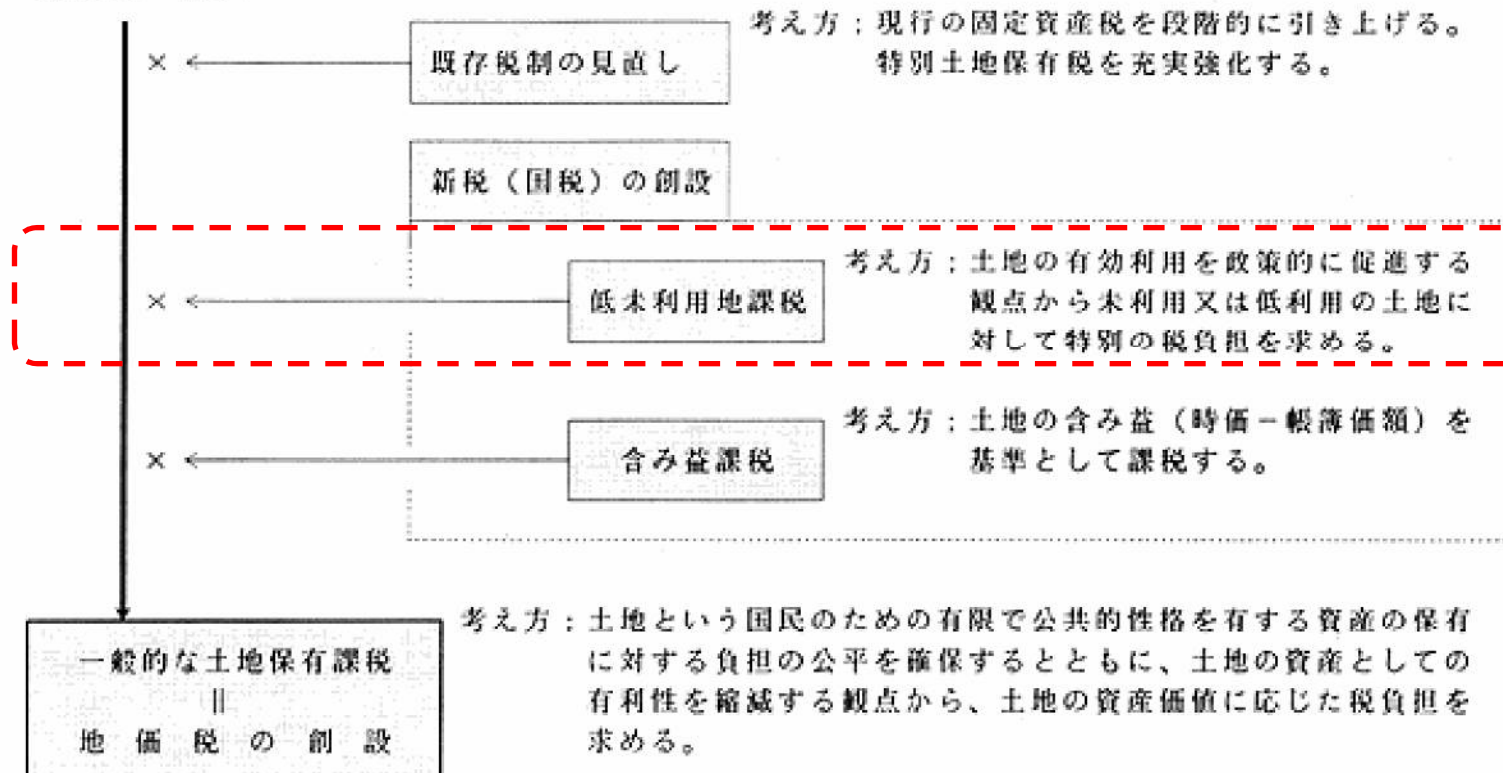 考え方：現行の固定資産税を段階的に引き上げる。
特別土地保有税を充実強化する。
× ← 既存税制の見直し
新税（国税）の創設
考え方；土地の有効利用を政策的に促進する
観点から未利用又は低利用の土地に
対して特別の税負担を求める。
× ← 低未利用地課税
考え方；土地の含み益（時価－帳簿価額）を
基準として課税する。
× ← 含み益課税
考え方：土地という国民のための有限で公共的性格を有する資産の保有
に対する負担の公平を確保するとともに、土地の資産としての
有利性を縮減する観点から、土地の資産価値に応じた税負担を
求める。
一般的な土地保有課税
||
地価税の創設